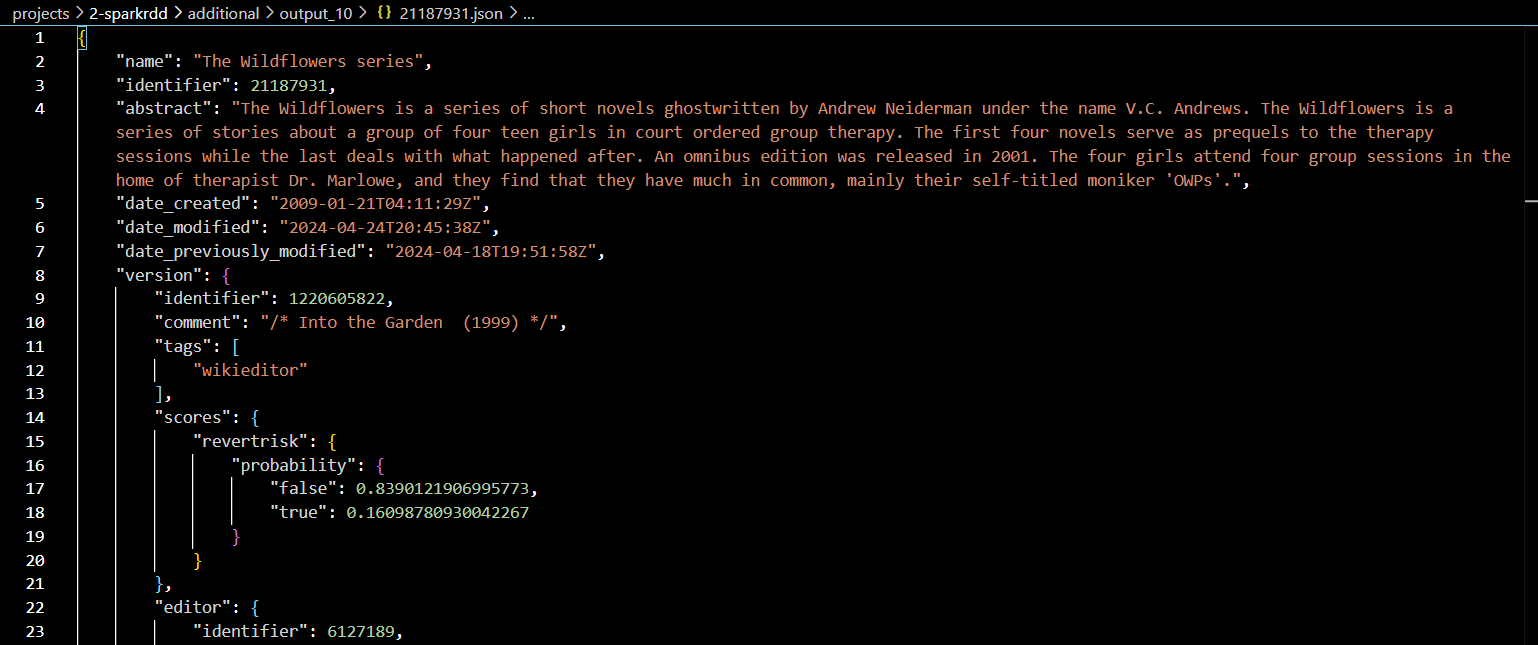 projects > 2-sparkrdd > additional > output_10 > {} 21187931.json > ...
1 {
2 "name": "The Wildflowers series",
3 "identifier": 21187931,
4 "abstract": "The Wildflowers is a series of short novels ghostwritten by Andrew Neiderman under the name V.C. Andrews. The Wildflowers is a
series of stories about a group of four teen girls in court ordered group therapy. The first four novels serve as prequels to the therapy
sessions while the last deals with what happened after. An omnibus edition was released in 2001. The four girls attend four group sessions in the
home of therapist Dr. Marlowe, and they find that they have much in common, mainly their self-titled moniker 'OWPs'.",
5 "date_created": "2009-01-21T04:11:29Z",
6 "date_modified": "2024-04-24T20:45:38Z",
7 "date_previously_modified": "2024-04-18T19:51:58Z",
8 "version": {
9 "identifier": 1220605822,
10 "comment": "/* Into the Garden  (1999) */",
11 "tags": [
12 "wikieditor"
13 ],
14 "scores": {
15 "revertrisk": {
16 "probability": {
17 "false": 0.8390121906995773,
18 "true": 0.16098780930042267
19 }
20 }
21 },
22 "editor": {
23 "identifier": 6127189,